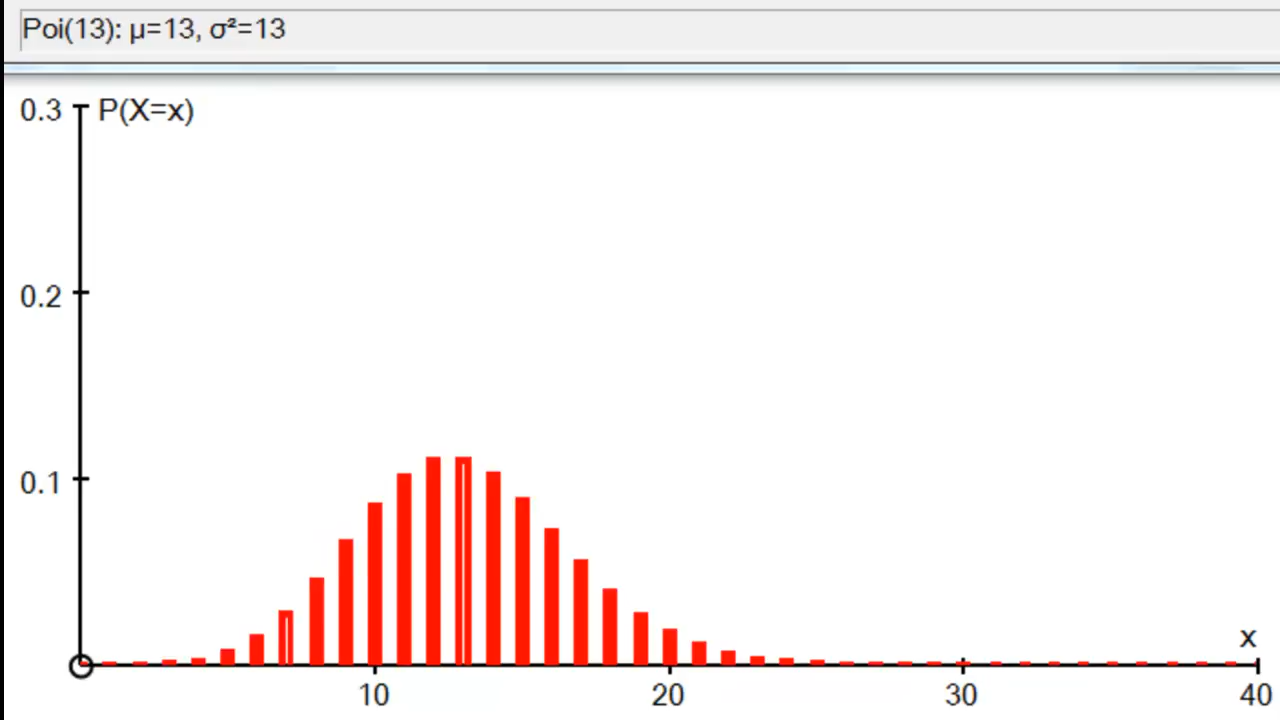 Poi(13): µ=13, σ²=13
0.3 P(X=x)
0.2
0.1
x
10 20 30 40